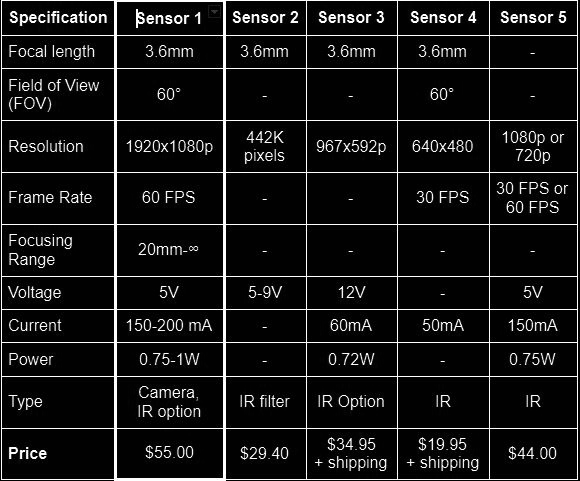 Specification Sensor 1 Sensor 2 Sensor 3 Sensor 4 Sensor 5
Focal length 3.6mm 3.6mm 3.6mm 3.6mm -
Field of View
(FOV) 60° - - 60° -
Resolution 1920x1080p 442K
pixels 967x592p 640x480 1080p or
720p
Frame Rate 60 FPS - - 30 FPS 30 FPS or
60 FPS
Focusing
Range 20mm-∞ - - - -
Voltage 5V 5-9V 12V - 5V
Current 150-200 mA - 60mA 50mA 150mA
Power 0.75-1W - 0.72W - 0.75W
Type Camera,
IR option IR filter IR Option IR IR
Price $55.00 $29.40 $34.95
+ shipping $19.95
+ shipping $44.00